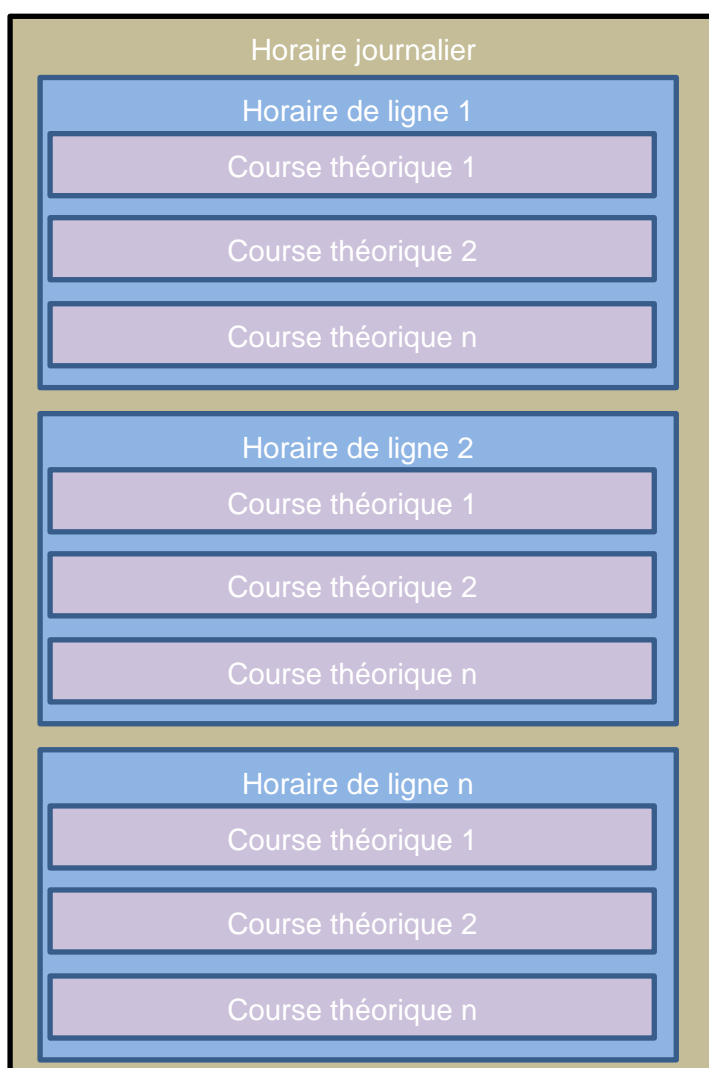 Horaire journalier
Horaire de ligne 1
Course théorique 1
Course théorique 2
Course théorique n
Horaire de ligne 2
Course théorique 1
Course théorique 2
Course théorique n
Horaire de ligne n
Course théorique 1
Course théorique 2
Course théorique n